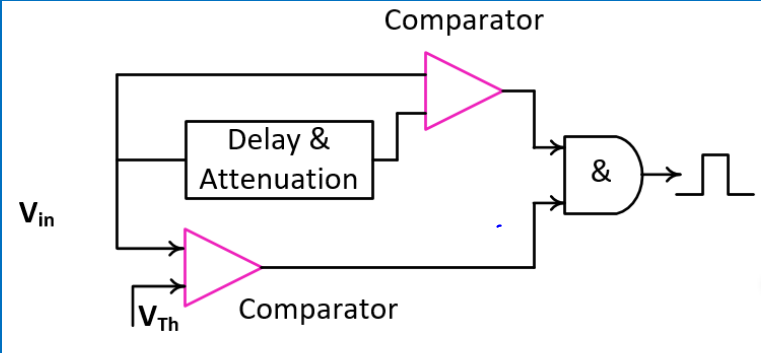 Comparator
Delay &
Attenuation
&
Vin
VTh
Comparator